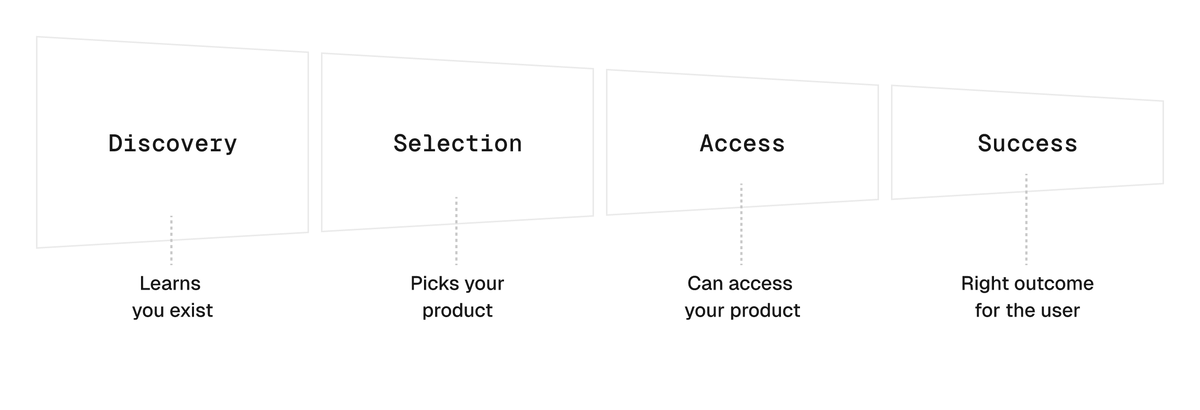 Discovery
Selection
Access
Success
Learns
you exist
Picks your
product
Can access
your product
Right outcome
for the user